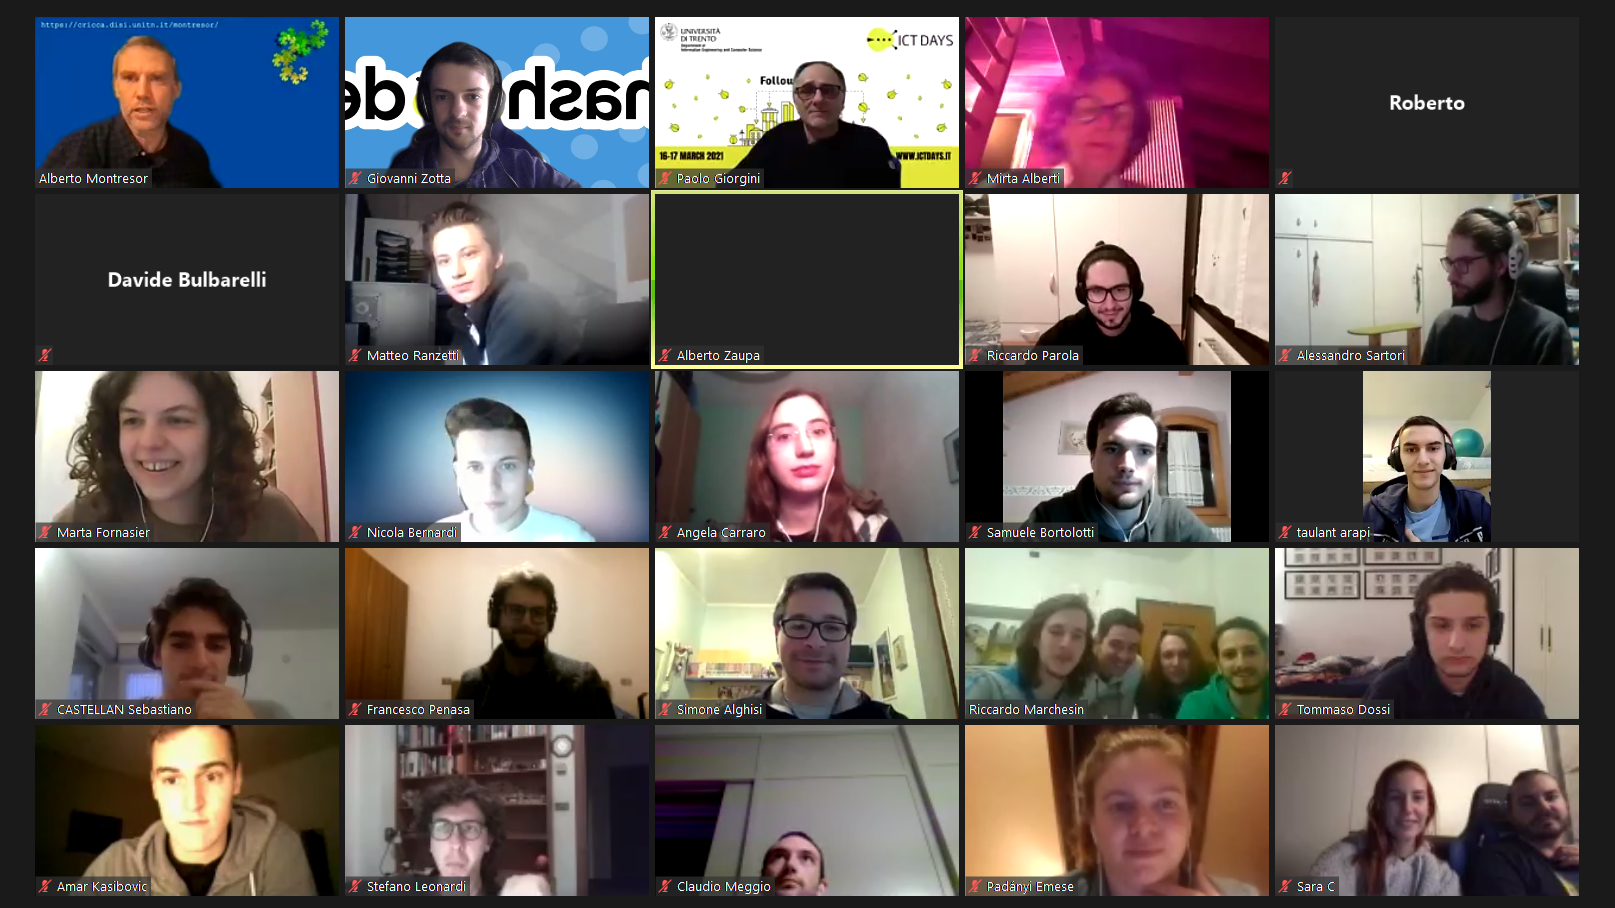 https://cricca.disi.unitn.it/montresor/
Alberto Montresor
Giovanni Zotta
UNIVERSITÀ
DI TRENTO
Department of
Information Engineering and Computer Science
ICT DAYS
Follow
16-17 MARCH 2021
WWW.ICTDAYS.IT
Paolo Giorgini
Mirta Alberti
Roberto
Davide Bulbarelli
Matteo Ranzetti
Alberto Zaupa
Riccardo Parola
Alessandro Sartori
Marta Fornasier
Nicola Bernardi
Angela Carraro
Samuele Bortolotti
taulant arapi
CASTELLAN Sebastiano
Francesco Penasa
Simone Alghisi
Riccardo Marchesin
Tommaso Dossi
Amar Kasibovic
Stefano Leonardi
Claudio Meggio
Padányi Emese
Sara C